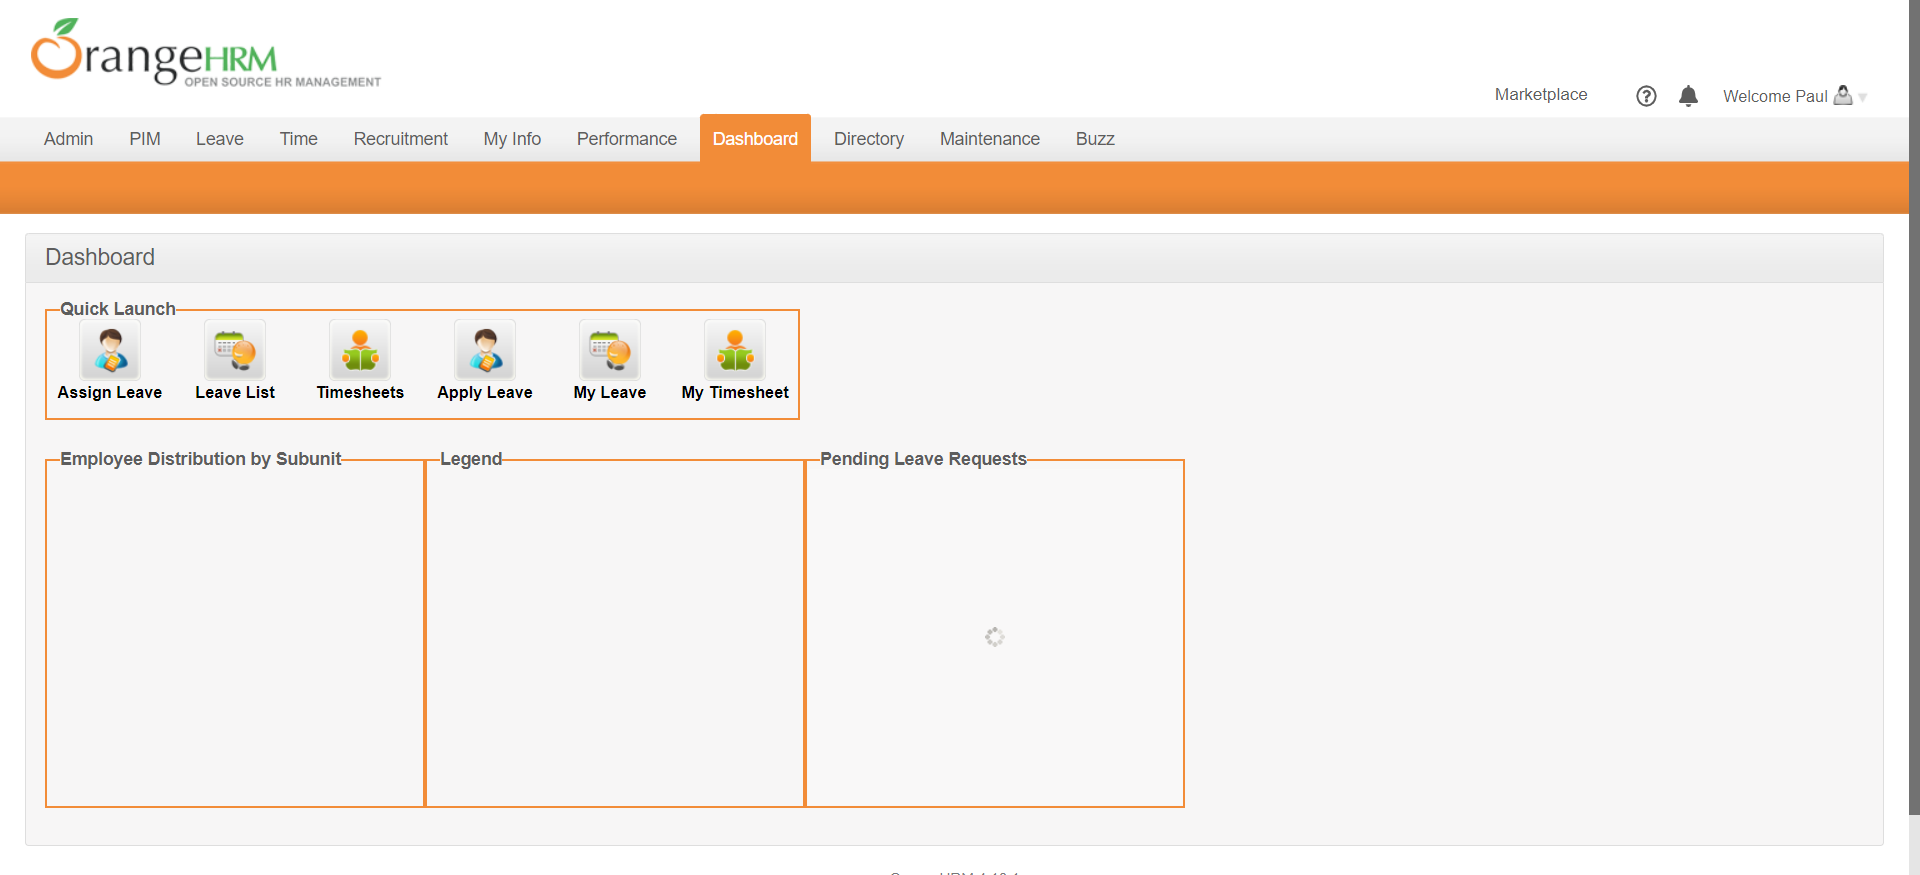 OrangeHRM
OPEN SOURCE HR MANAGEMENT
Marketplace
Welcome Paul
Admin PIM Leave Time Recruitment My Info Performance Dashboard Directory Maintenance Buzz
Dashboard
Quick Launch
Assign Leave Leave List Timesheets Apply Leave My Leave My Timesheet
Employee Distribution by Subunit Legend Pending Leave Requests